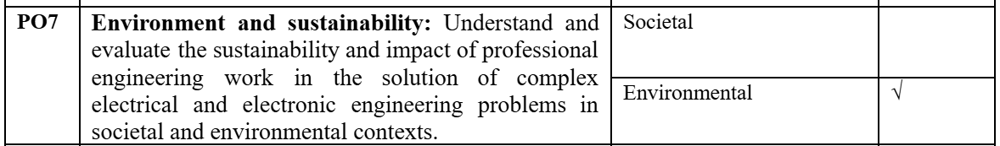 PO7 Environment and sustainability: Understand and Societal
evaluate the sustainability and impact of professional
engineering work in the solution of complex
electrical and electronic engineering problems in Environmental √
societal and environmental contexts.